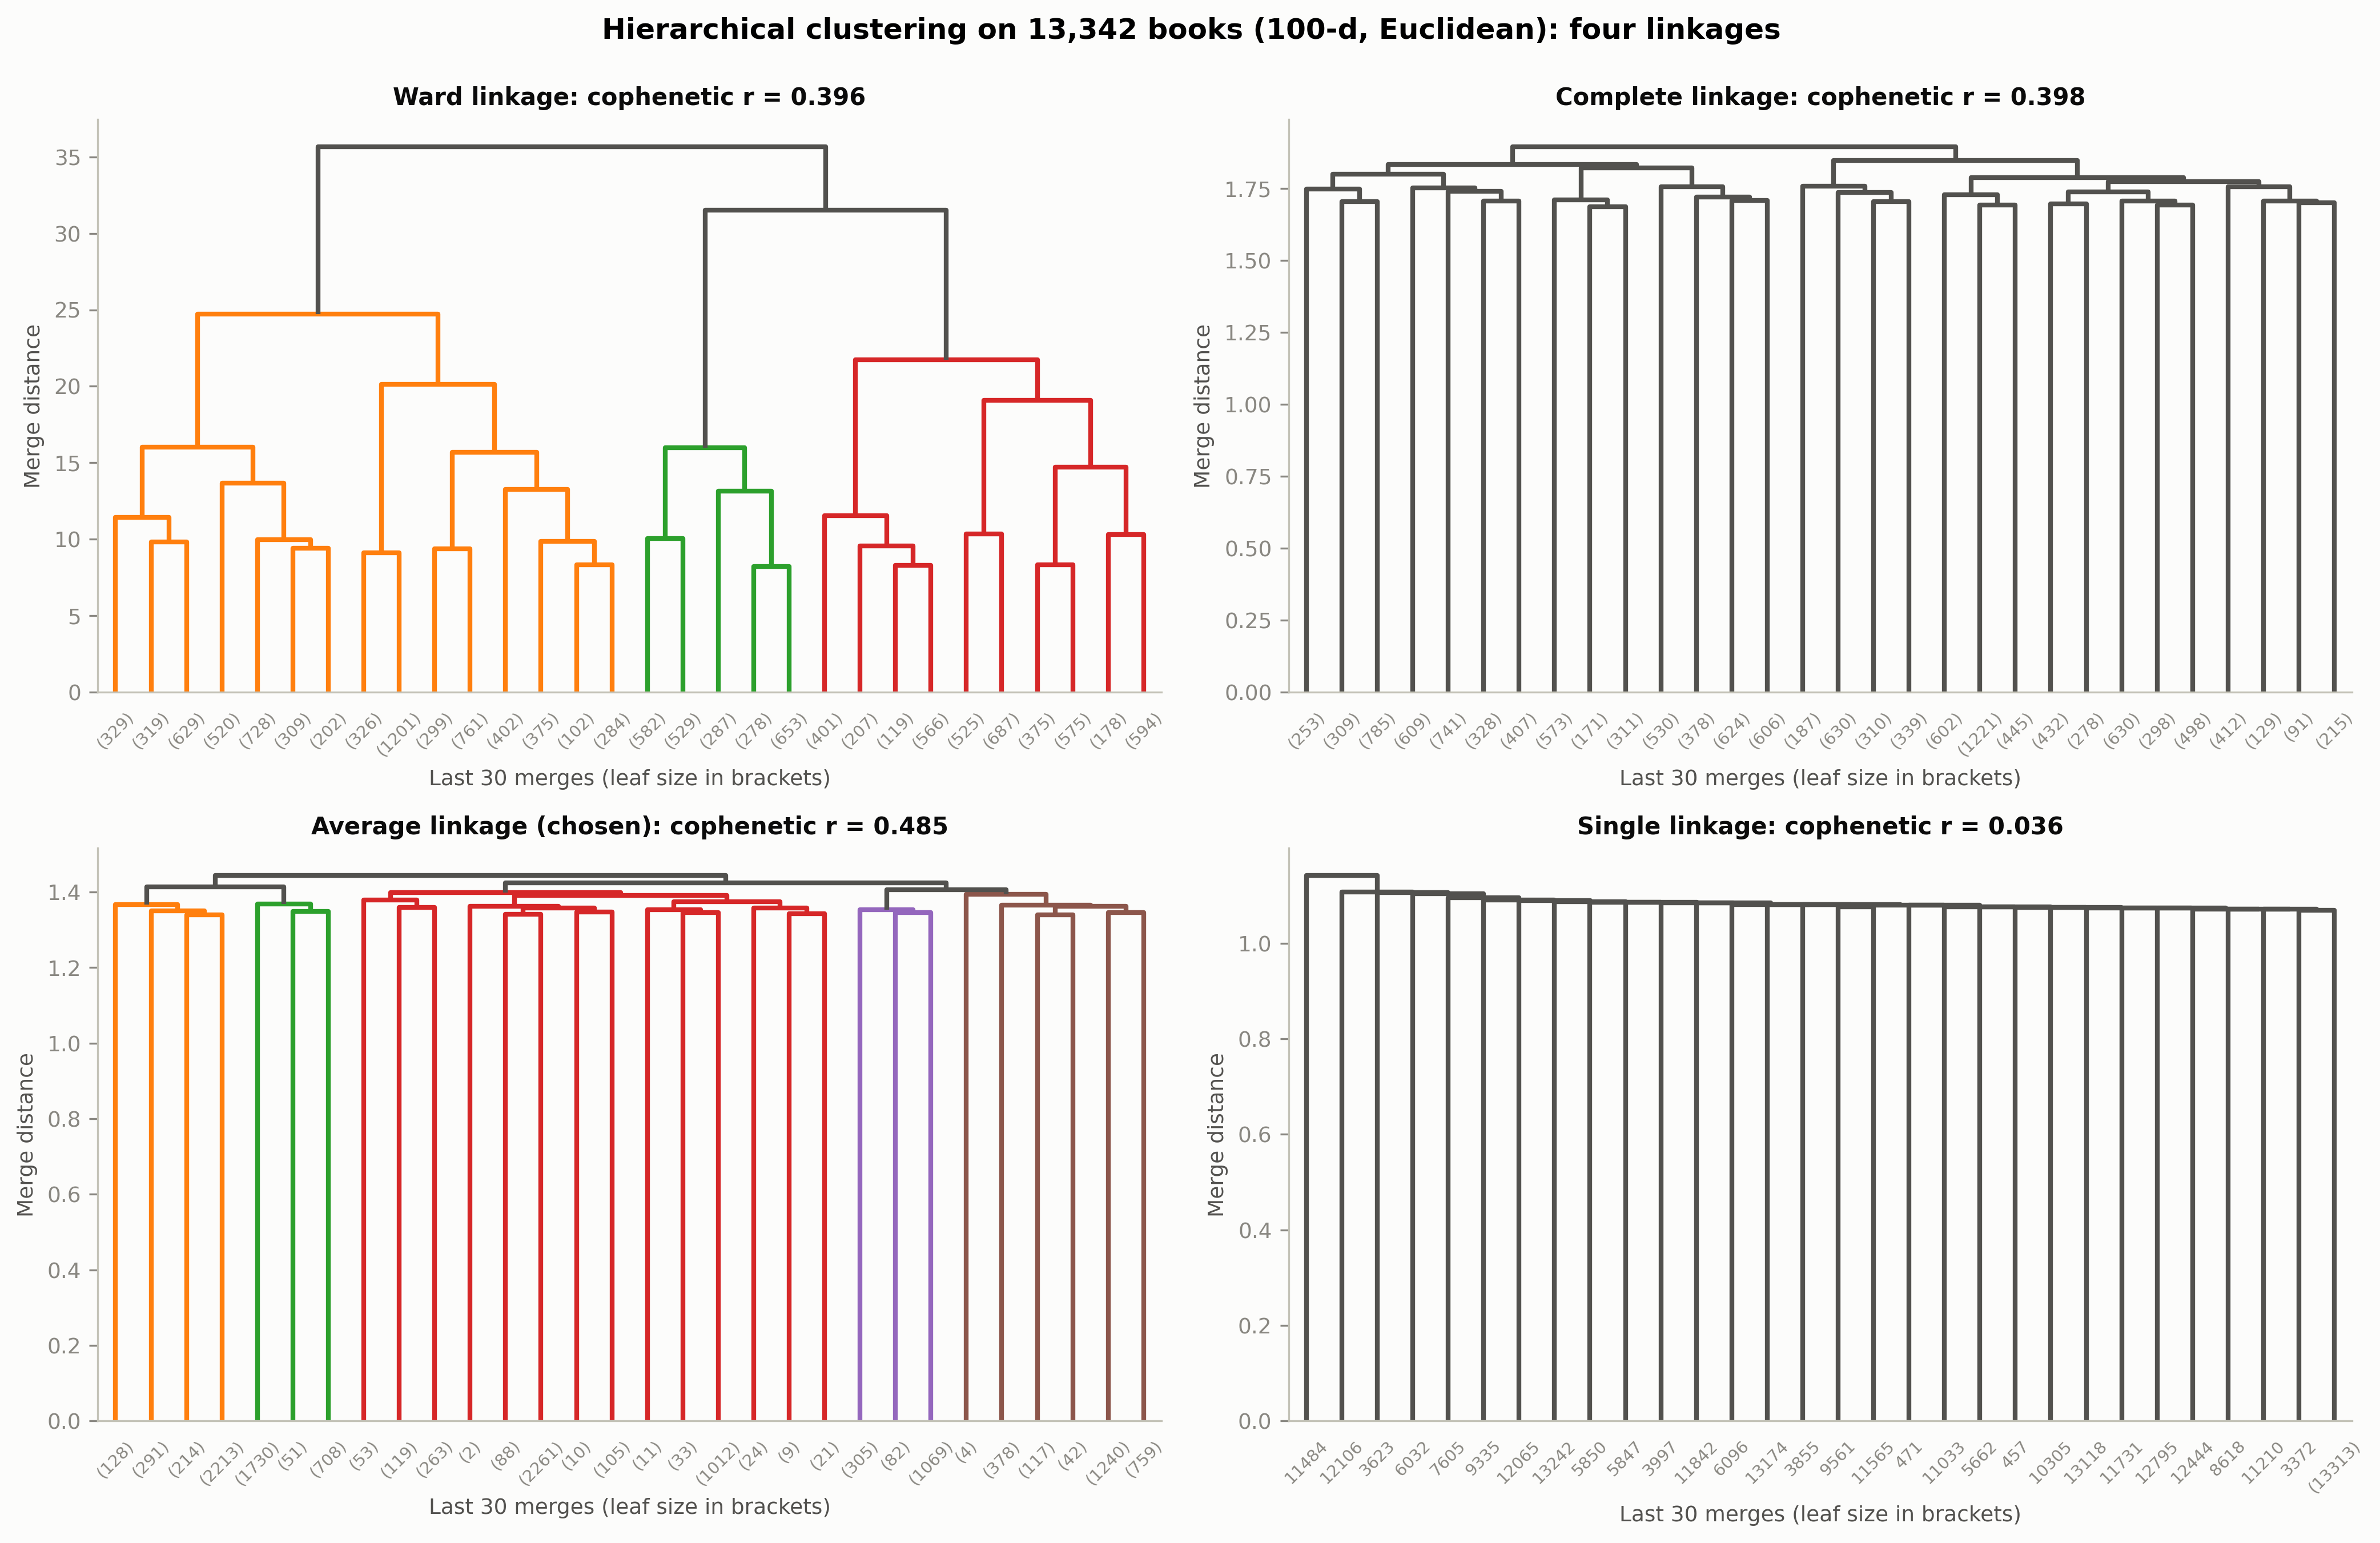 Hierarchical clustering on 13,342 books (100-d, Euclidean): four linkages
Ward linkage: cophenetic r = 0.396
Merge distance
35
30
25
20
15
10
5
0
(329) (319) (629) (520) (728) (309) (202) (326) (1201) (299) (761) (402) (375) (102) (284) (582) (529) (287) (278) (653) (401) (207) (119) (566) (525) (687) (375) (575) (178) (594)
Last 30 merges (leaf size in brackets)
Complete linkage: cophenetic r = 0.398
Merge distance
1.75
1.50
1.25
1.00
0.75
0.50
0.25
0.00
(253) (309) (785) (609) (741) (328) (407) (573) (171) (311) (530) (378) (624) (606) (187) (630) (310) (339) (602) (1221) (445) (432) (278) (630) (298) (498) (412) (129) (91) (215)
Last 30 merges (leaf size in brackets)
Average linkage (chosen): cophenetic r = 0.485
Merge distance
1.4
1.2
1.0
0.8
0.6
0.4
0.2
0.0
(128) (291) (214) (2213) (1730) (51) (708) (53) (119) (263) (2) (88) (2261) (10) (105) (11) (33) (1012) (24) (9) (21) (305) (82) (1069) (4) (378) (1117) (42) (1240) (759)
Last 30 merges (leaf size in brackets)
Single linkage: cophenetic r = 0.036
Merge distance
1.0
0.8
0.6
0.4
0.2
0.0
11484 12106 3623 6032 7605 9335 12065 13242 5850 5847 3997 11842 6096 13174 3855 9561 11565 471 11033 5662 457 10305 13118 11731 12795 12444 8618 11210 3372 (13313)
Last 30 merges (leaf size in brackets)